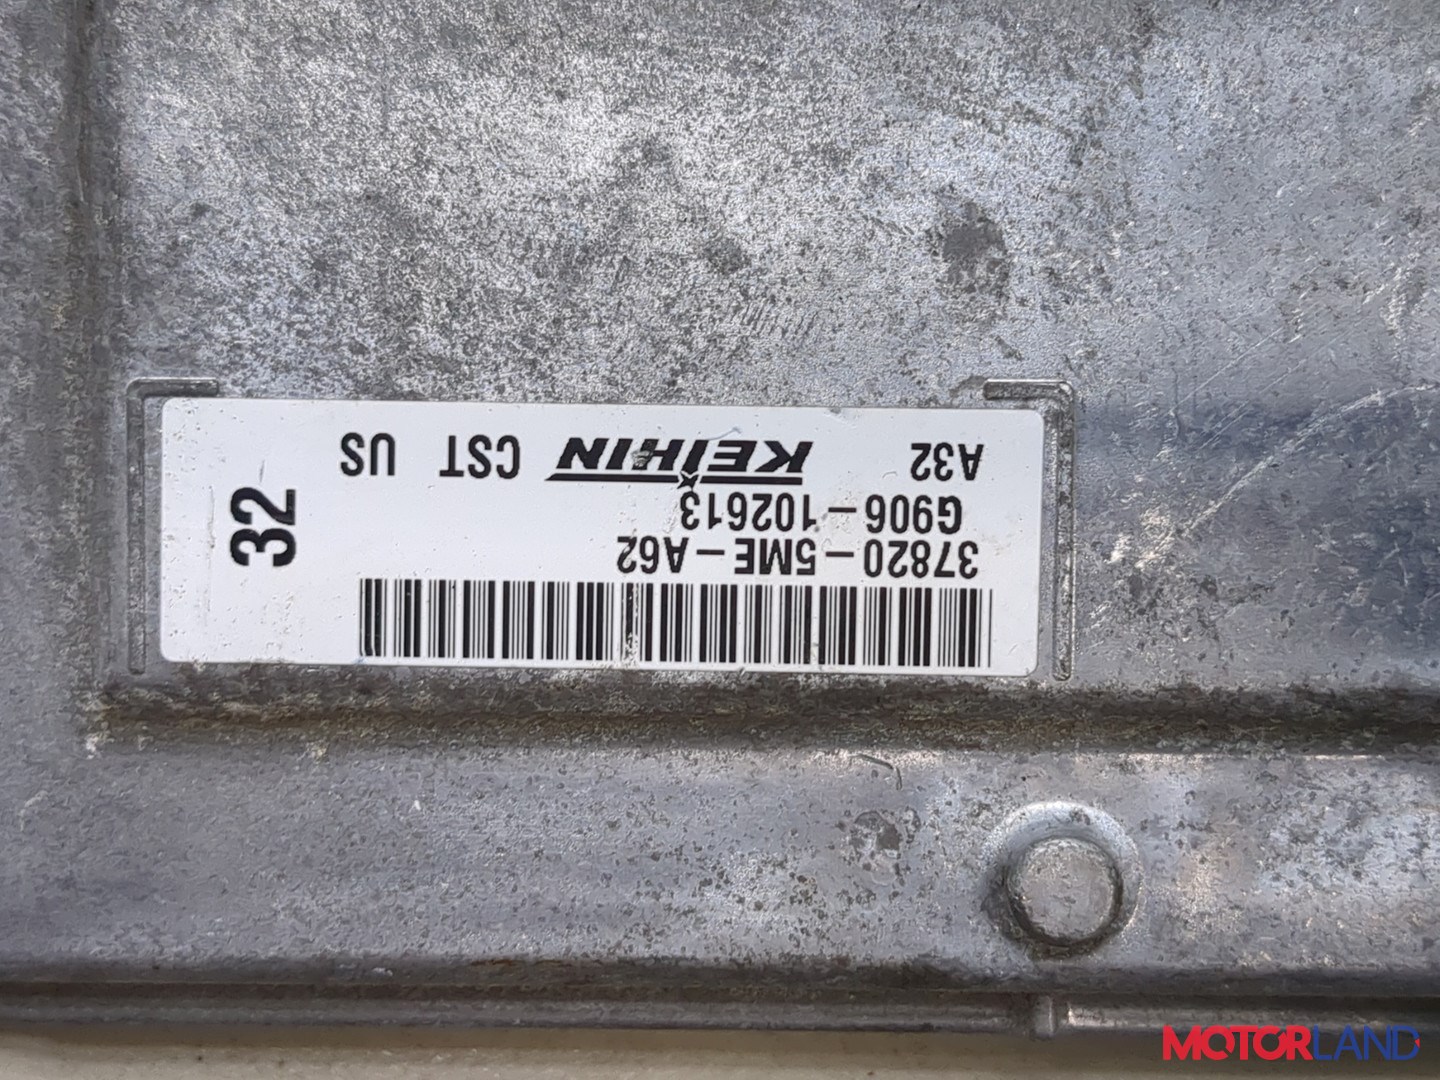 37820-5ME-A62
G906-102613
A32 KEIHIN CST US
32
MOTORLAND